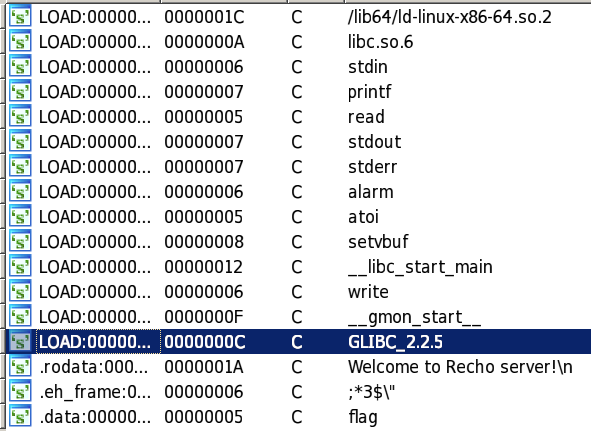 LOAD:00000... 0000001C C /lib64/ld-linux-x86-64.so.2
LOAD:00000... 0000000A C libc.so.6
LOAD:00000... 00000006 C stdin
LOAD:00000... 00000007 C printf
LOAD:00000... 00000005 C read
LOAD:00000... 00000007 C stdout
LOAD:00000... 00000007 C stderr
LOAD:00000... 00000006 C alarm
LOAD:00000... 00000005 C atoi
LOAD:00000... 00000008 C setvbuf
LOAD:00000... 00000012 C __libc_start_main
LOAD:00000... 00000006 C write
LOAD:00000... 0000000F C __gmon_start__
LOAD:00000... 0000000C C GLIBC_2.2.5
.rodata:000... 0000001A C Welcome to Recho server!\n
.eh_frame:0... 00000006 C ;*3$\"
.data:00000... 00000005 C flag